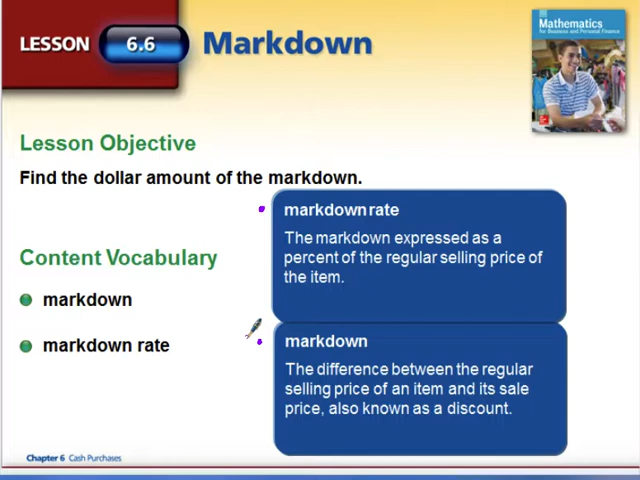 LESSON 6.6 Markdown
Mathematics
for Business and Personal Finance
Lesson Objective
Find the dollar amount of the markdown.
markdown rate
The markdown expressed as a
percent of the regular selling price of
the item.
Content Vocabulary
markdown
markdown rate
markdown
The difference between the regular
selling price of an item and its sale
price, also known as a discount.
Chapter 6 Cash Purchases